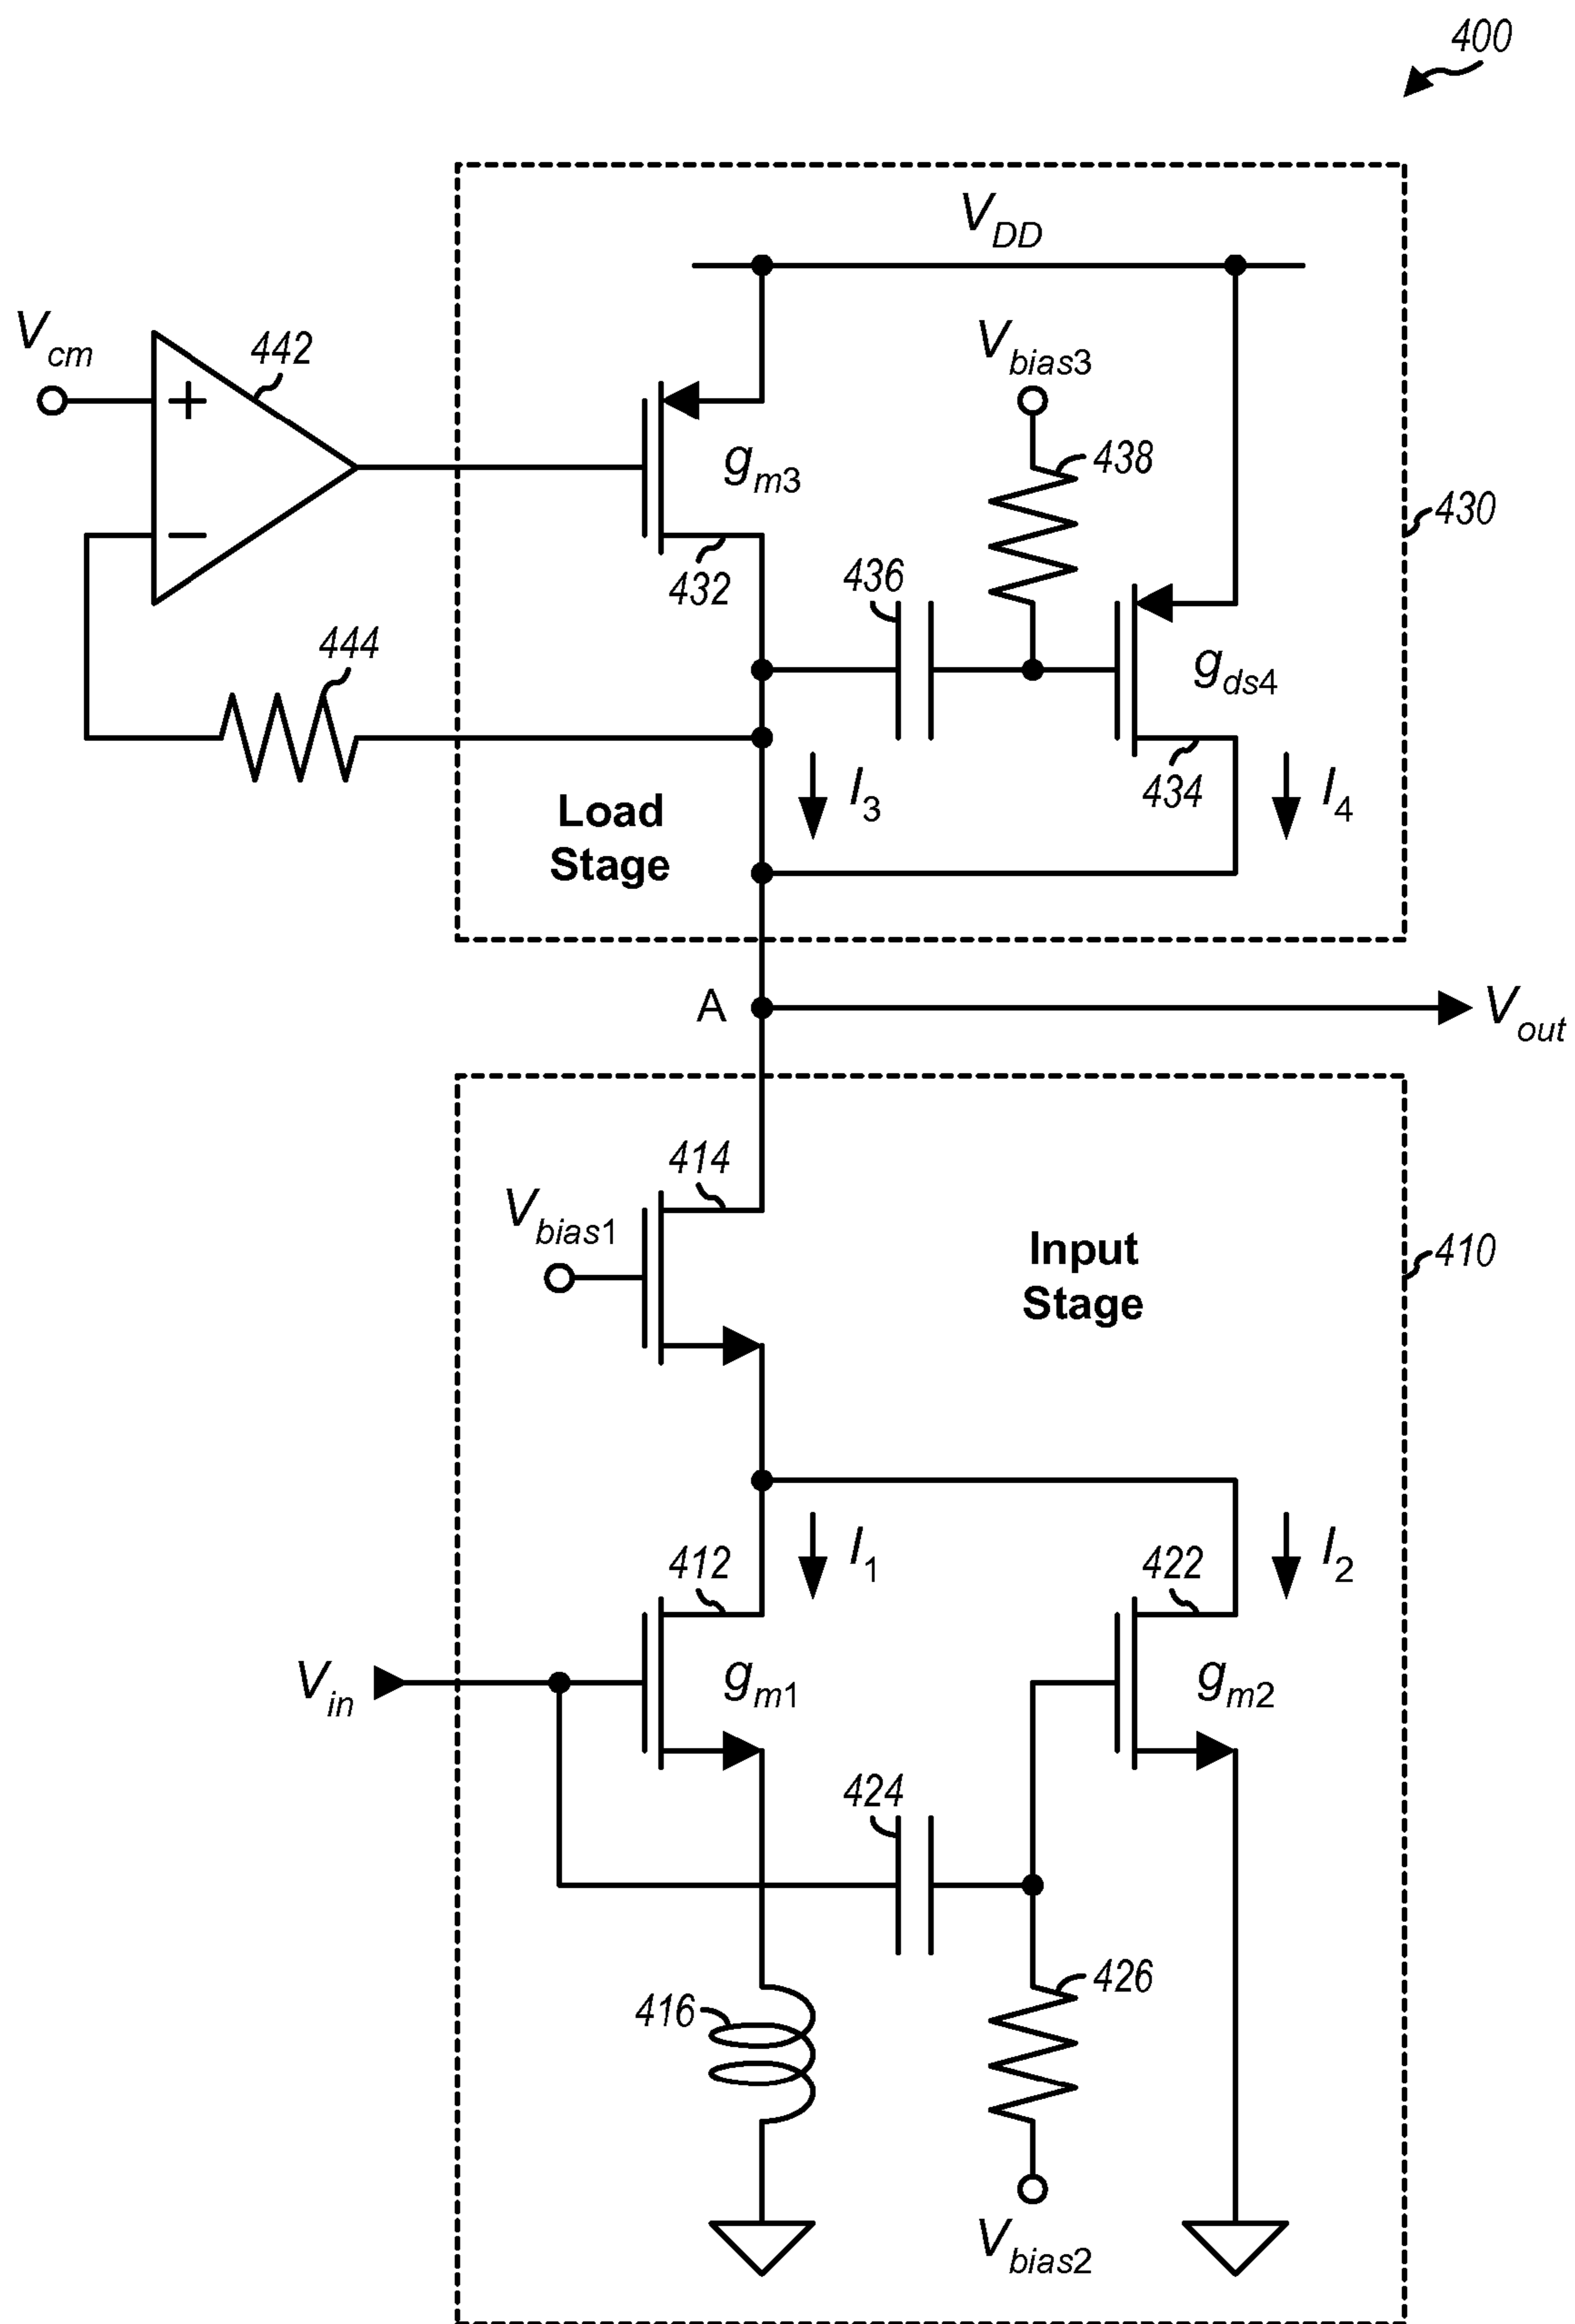 400
V_DD
V_cm
442
+
V_bias3
438
g_m3
430
−
432
436
444
g_ds4
434
Load
Stage
I_3
I_4
A
V_out
414
V_bias1
Input
Stage
410
412
I_1
422
I_2
V_in
g_m1
g_m2
424
416
426
V_bias2